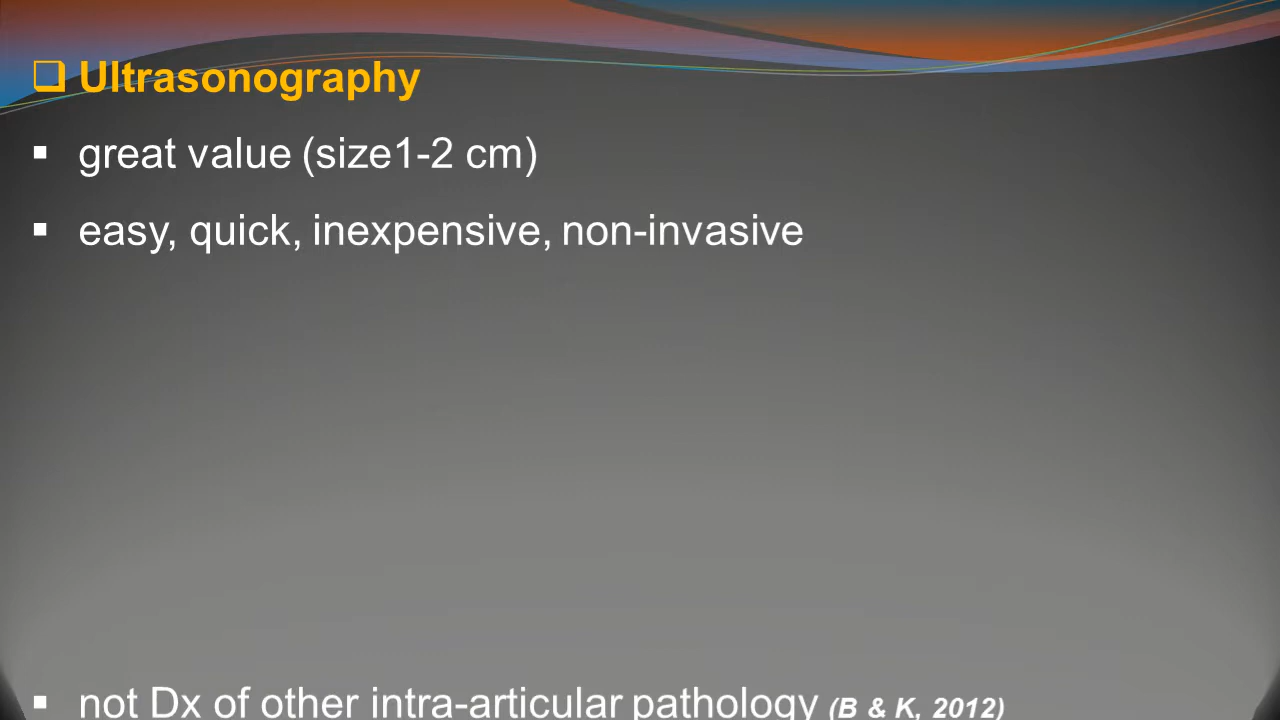 Ultrasonography
great value (size1-2 cm)
easy, quick, inexpensive, non-invasive
not Dx of other intra-articular pathology (B & K, 2012)